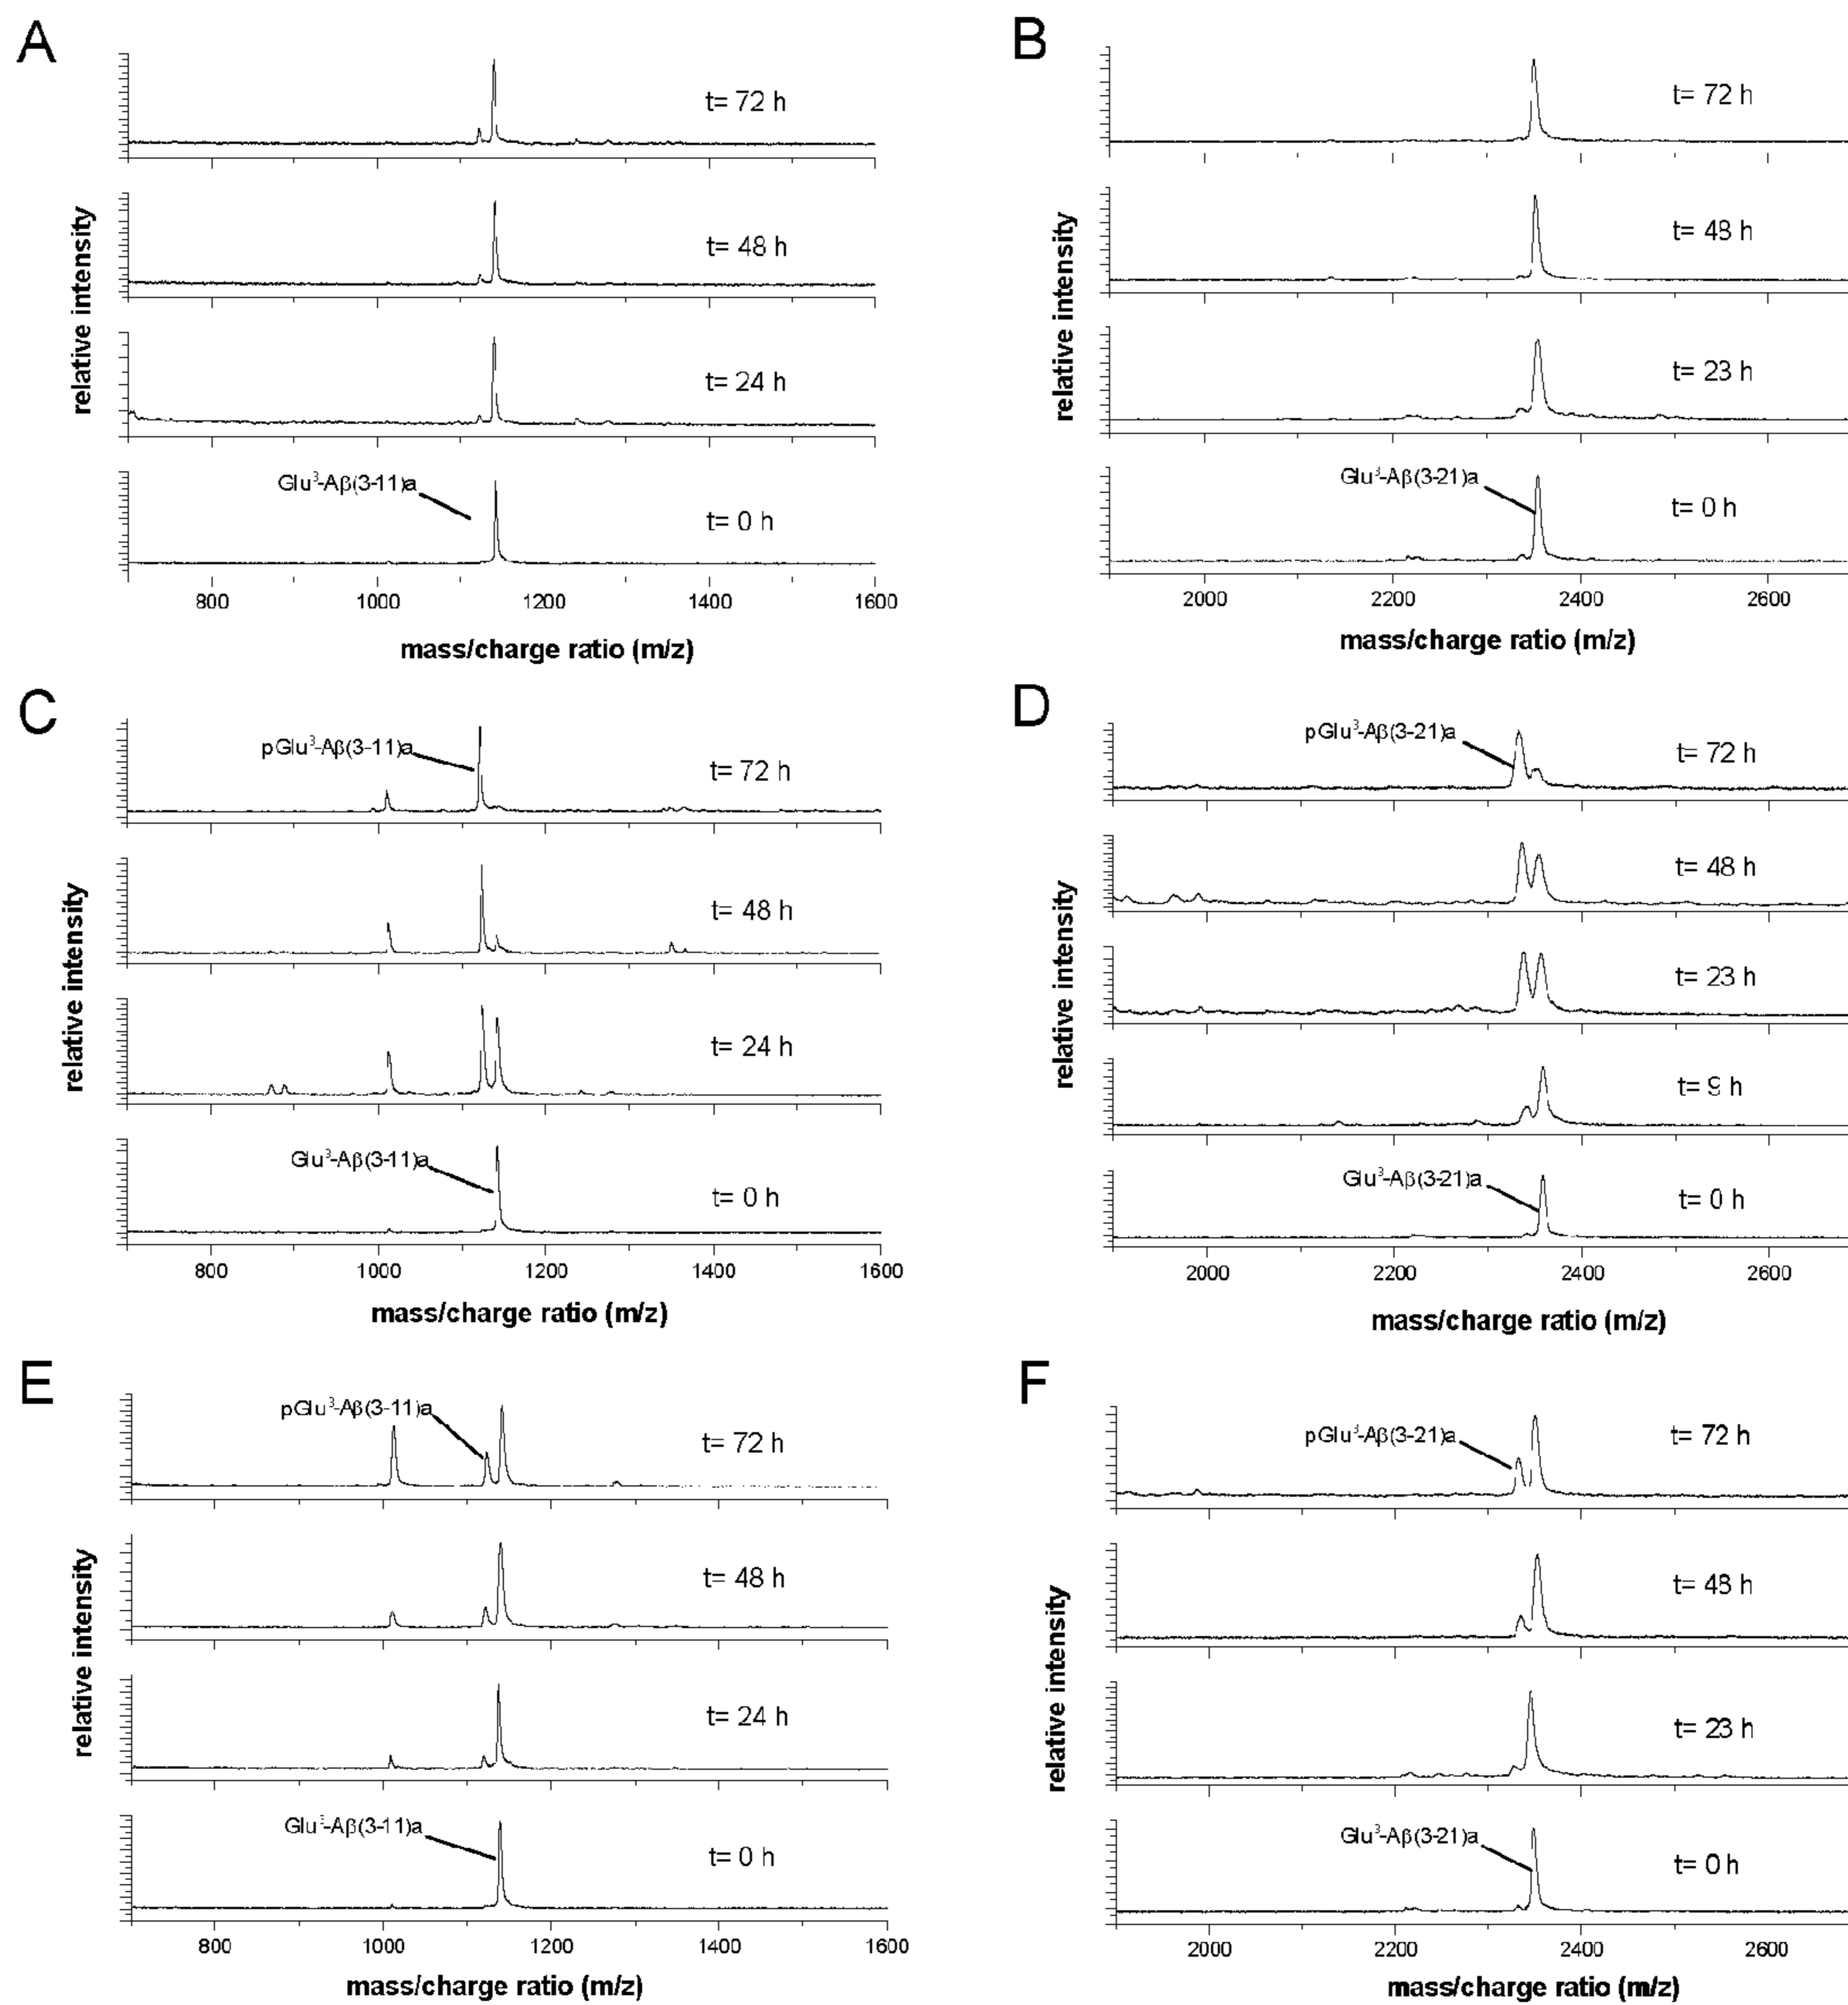 A
t= 72 h
t= 48 h
t= 24 h
Glu³-Aβ(3-11)a
t= 0 h
relative intensity
800 1000 1200 1400 1600
mass/charge ratio (m/z)
B
t= 72 h
t= 48 h
t= 23 h
Glu³-Aβ(3-21)a
t= 0 h
relative intensity
2000 2200 2400 2600
mass/charge ratio (m/z)
C
pGlu³-Aβ(3-11)a
t= 72 h
t= 48 h
t= 24 h
Glu³-Aβ(3-11)a
t= 0 h
relative intensity
800 1000 1200 1400 1600
mass/charge ratio (m/z)
D
pGlu³-Aβ(3-21)a
t= 72 h
t= 48 h
t= 23 h
t= 9 h
Glu³-Aβ(3-21)a
t= 0 h
relative intensity
2000 2200 2400 2600
mass/charge ratio (m/z)
E
pGlu³-Aβ(3-11)a
t= 72 h
t= 48 h
t= 24 h
Glu³-Aβ(3-11)a
t= 0 h
relative intensity
800 1000 1200 1400 1600
mass/charge ratio (m/z)
F
pGlu³-Aβ(3-21)a
t= 72 h
t= 48 h
t= 23 h
Glu³-Aβ(3-21)a
t= 0 h
relative intensity
2000 2200 2400 2600
mass/charge ratio (m/z)